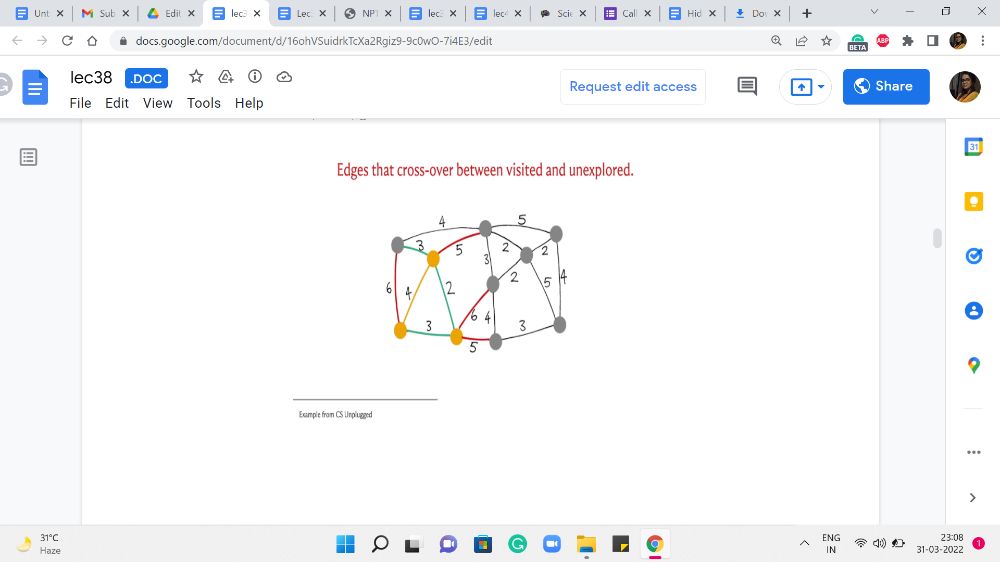 Unt
Sub
Edit
lec3
Lec
NPT
lec3
lec4
Scie
Call
Hid
Dov
docs.google.com/document/d/16ohVSuidrkTcXa2Rgiz9-9c0wO-7i4E3/edit
ABP
BETA
lec38
.DOC
Request edit access
Share
File Edit View Tools Help
31
Edges that cross-over between visited and unexplored.
4
5
3
5
2
2
3
2
6
4
2
5
4
6
4
3
3
5
Example from CS Unplugged
31°C
Haze
ENG
IN
23:08
31-03-2022
1